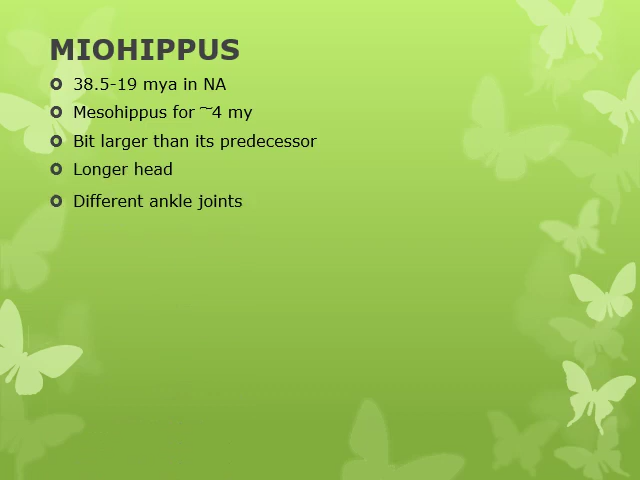 MIOHIPPUS
38.5-19 mya in NA
Mesohippus for ~4 my
Bit larger than its predecessor
Longer head
Different ankle joints